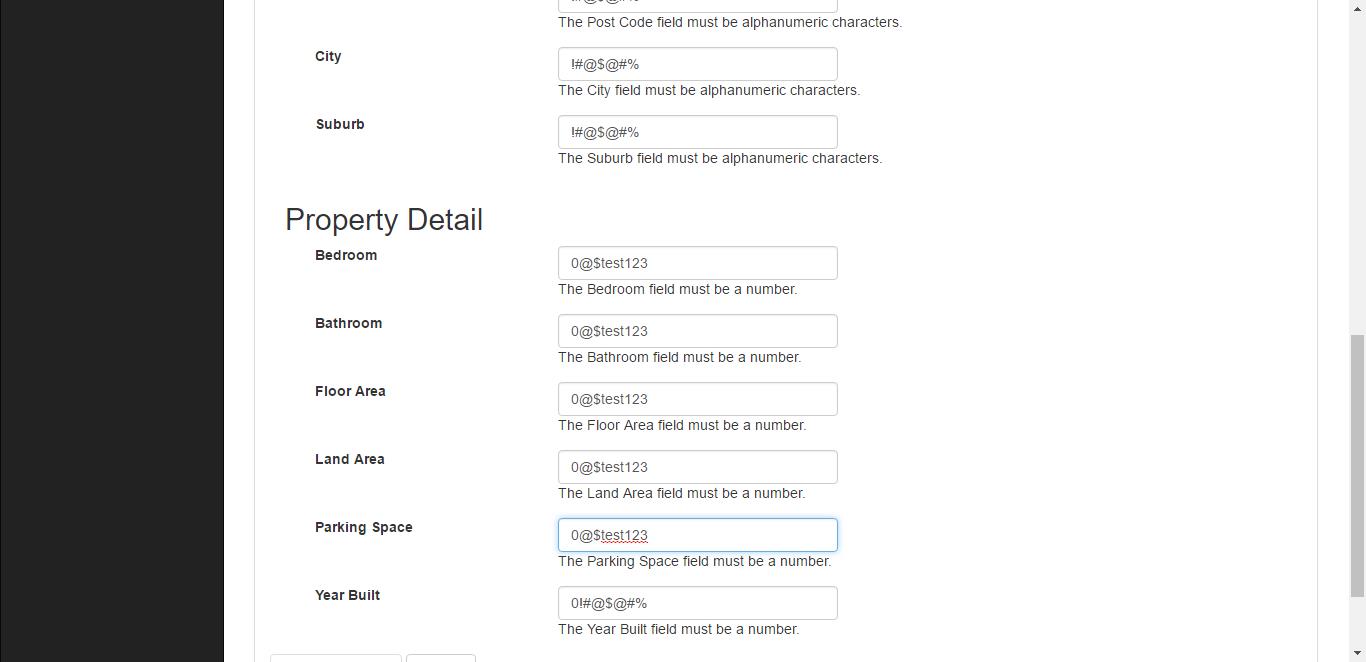 The Post Code field must be alphanumeric characters.
City
!#@$@#%
The City field must be alphanumeric characters.
Suburb
!#@$@#%
The Suburb field must be alphanumeric characters.
Property Detail
Bedroom
0@$test123
The Bedroom field must be a number.
Bathroom
0@$test123
The Bathroom field must be a number.
Floor Area
0@$test123
The Floor Area field must be a number.
Land Area
0@$test123
The Land Area field must be a number.
Parking Space
0@$test123
The Parking Space field must be a number.
Year Built
0!#@$@#%
The Year Built field must be a number.